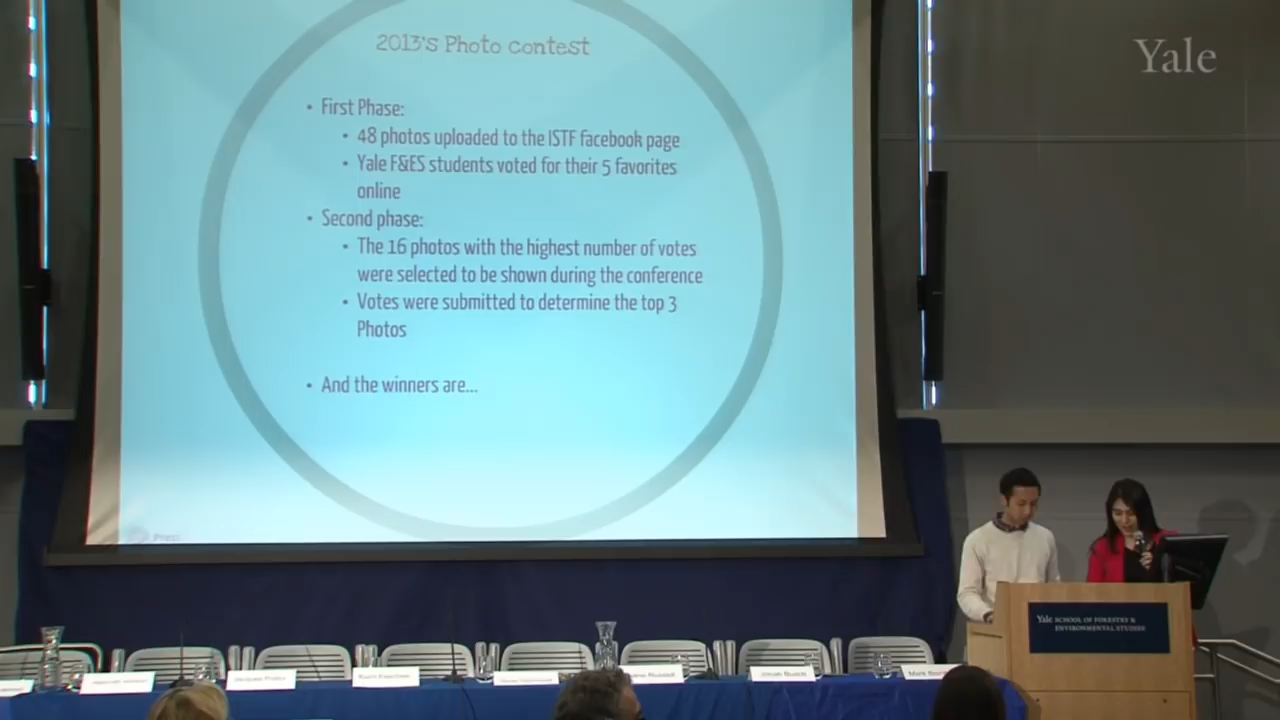 2013's Photo contest
• First Phase:
• 48 photos uploaded to the ISTF facebook page
• Yale F&ES students voted for their 5 favorites
online
• Second phase:
• The 16 photos with the highest number of votes
were selected to be shown during the conference
• Votes were submitted to determine the top 3
Photos
• And the winners are...
Yale
Yale SCHOOL OF FORESTRY &
ENVIRONMENTAL STUDIES